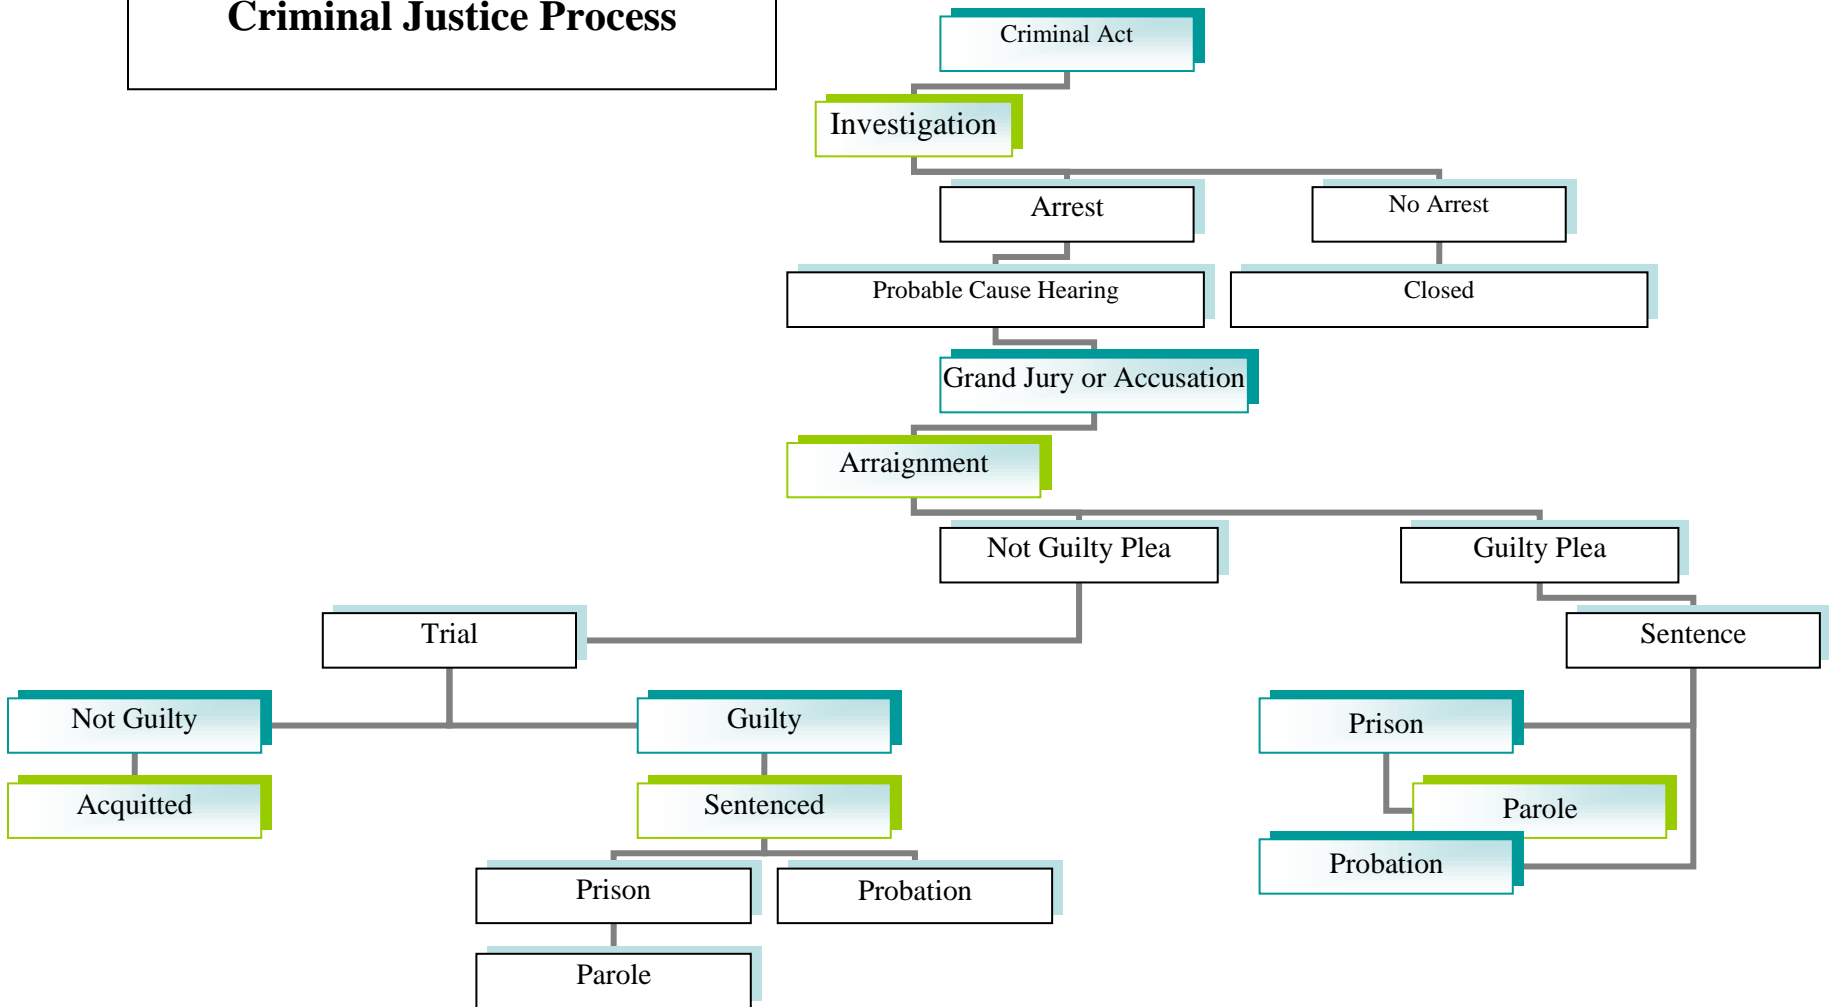 Criminal Justice Process
Criminal Act
Investigation
Arrest
No Arrest
Probable Cause Hearing
Closed
Grand Jury or Accusation
Arraignment
Not Guilty Plea
Guilty Plea
Trial
Sentence
Not Guilty
Guilty
Prison
Acquitted
Sentenced
Parole
Probation
Prison
Probation
Parole